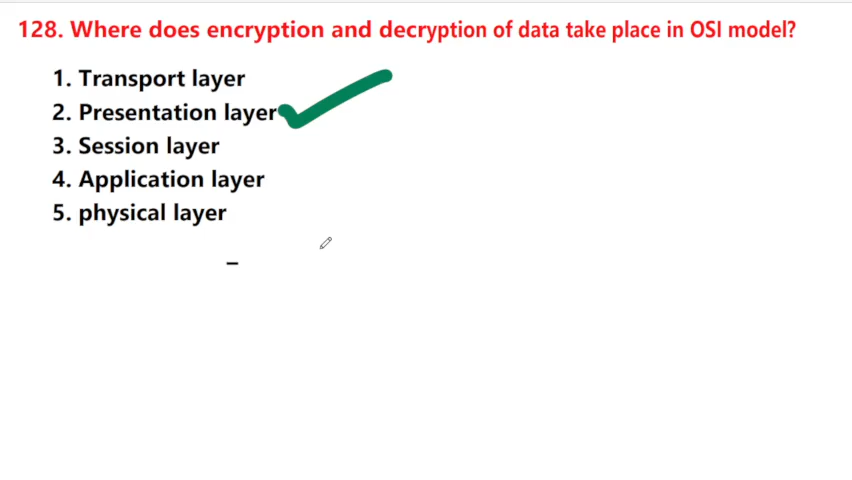 128. Where does encryption and decryption of data take place in OSI model?
1. Transport layer
2. Presentation layer
3. Session layer
4. Application layer
5. physical layer
–